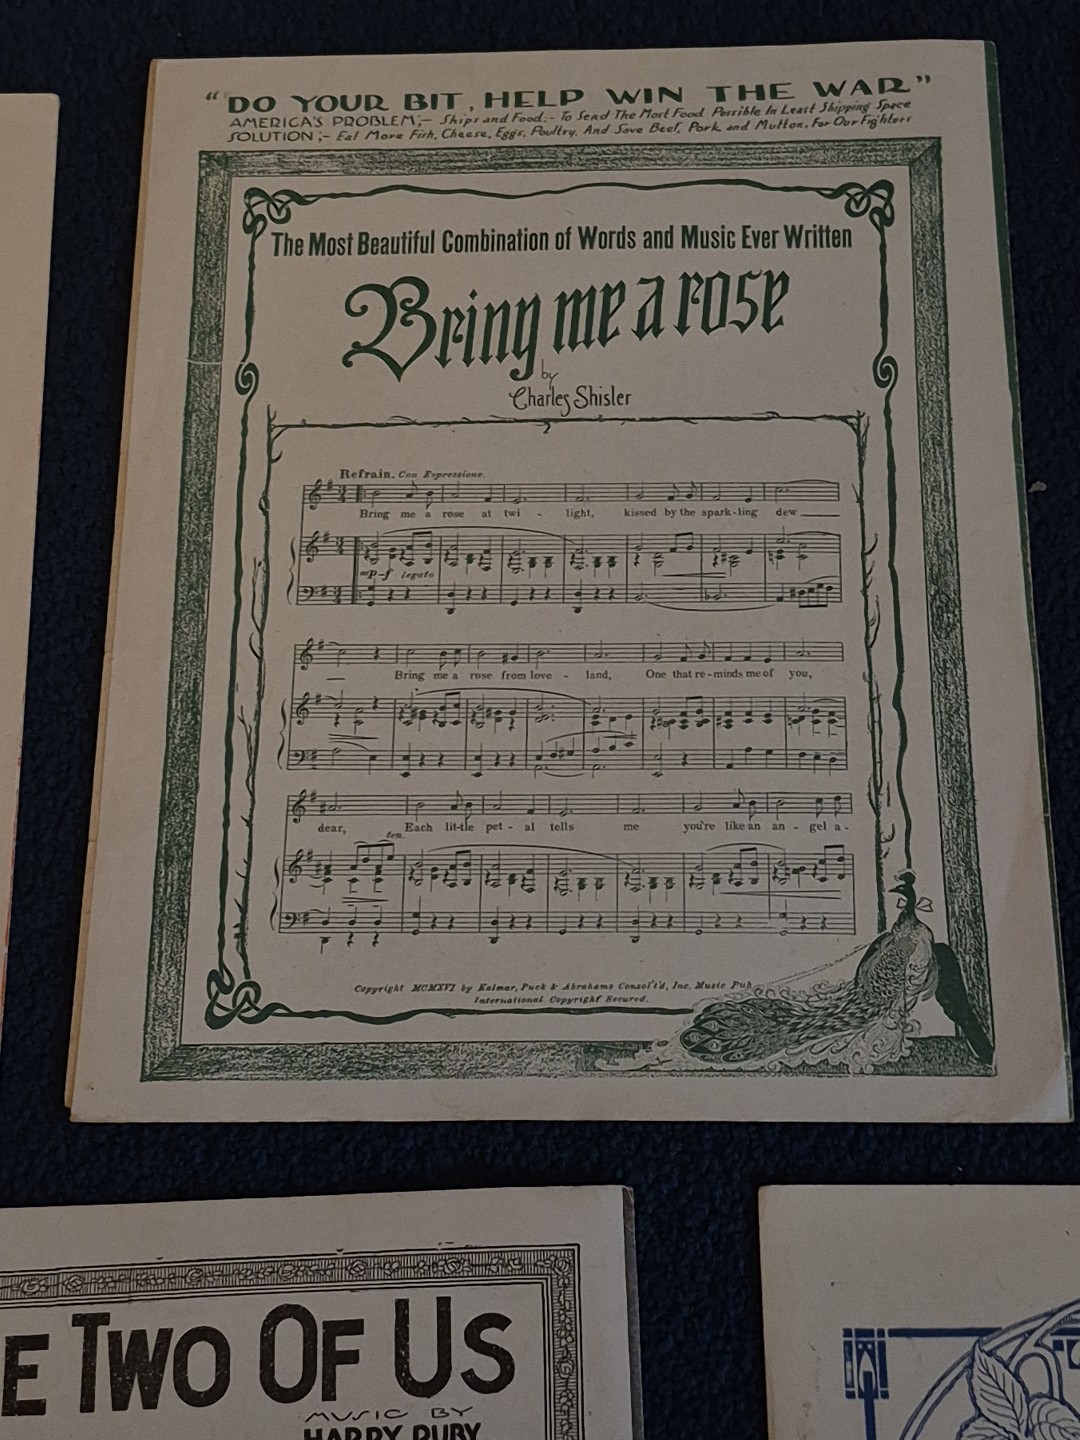 "DO YOUR BIT, HELP WIN THE WAR"
AMERICA'S PROBLEM;- Ships and Food:- To Send The Most Food Possible In Least Shipping Space
SOLUTION;- Eat More Fish, Cheese, Eggs, Poultry, And Save Beef, Pork and Mutton, For Our Fighters
The Most Beautiful Combination of Words and Music Ever Written
Bring me a rose
by
Charles Shisler
Refrain. Con Espressione.
Bring me a rose at twi - light, kissed by the spark-ling dew
mp-f legato
Bring me a rose from love - land, One that re-minds me of you,
dear, Each lit-tle pet - al tells me you're like an an - gel a-
ten.
Copyright MCMXVI by Kalmar, Puck & Abrahams Consol't'd, Inc. Music Pub
International Copyright Secured.
E TWO OF US
MUSIC BY
HARRY RUBY